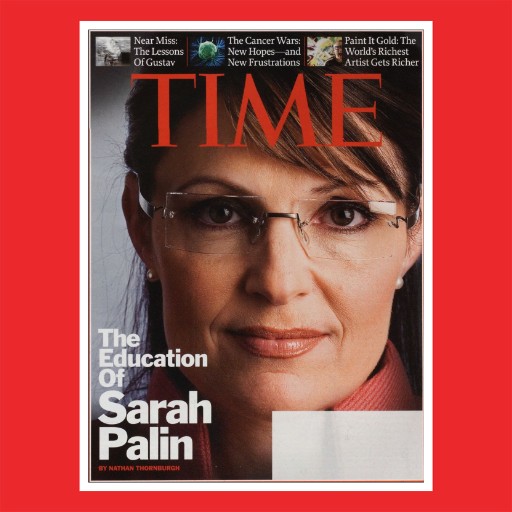 Near Miss:
The Lessons
Of Gustav
The Cancer Wars:
New Hopes—and
New Frustrations
Paint It Gold: The
World's Richest
Artist Gets Richer
TIME
The
Education
Of
Sarah
Palin
BY NATHAN THORNBURGH